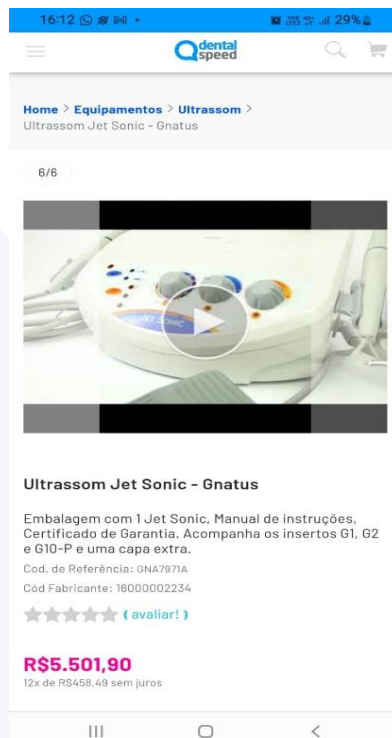 16:12
29%
dental
speed
Home > Equipamentos > Ultrassom >
Ultrassom Jet Sonic - Gnatus
6/6
JET SONIC
Ultrassom Jet Sonic - Gnatus
Embalagem com 1 Jet Sonic, Manual de instruções,
Certificado de Garantia. Acompanha os insertos G1, G2
e G10-P e uma capa extra.
Cod. de Referência: GNA7971A
Cód Fabricante: 16000002234
( avaliar! )
R$5.501,90
12x de R$458,49 sem juros